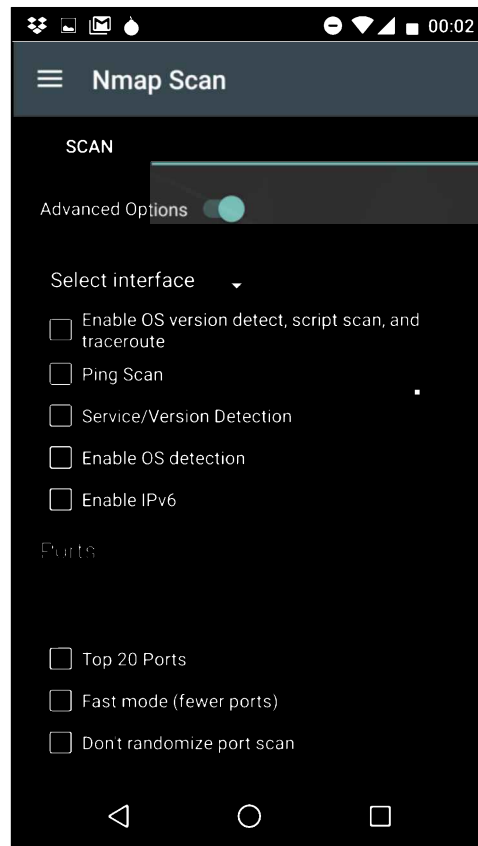 00:02
Nmap Scan
SCAN
Advanced Options
Select interface
Enable OS version detect, script scan, and
traceroute
Ping Scan
Service/Version Detection
Enable OS detection
Enable IPv6
Ports
Top 20 Ports
Fast mode (fewer ports)
Don't randomize port scan